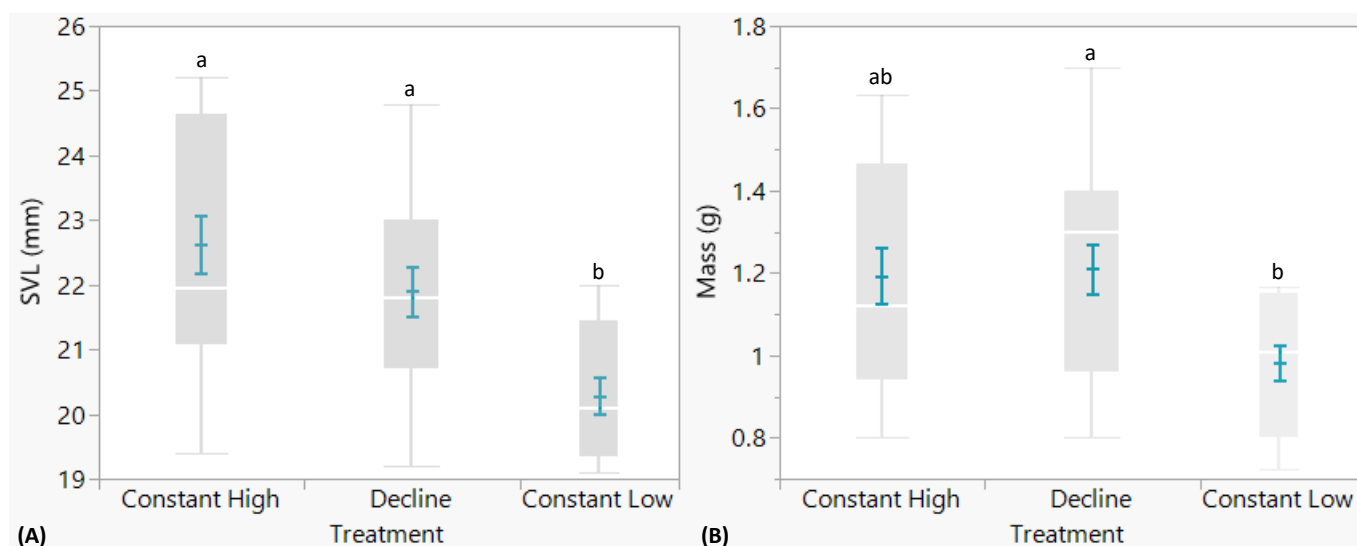 26
25
24
23
22
21
20
19
SVL (mm)
a
a
b
Constant High Decline Constant Low
Treatment
(A)
1.8
1.6
1.4
1.2
1
0.8
Mass (g)
ab
a
b
Constant High Decline Constant Low
Treatment
(B)